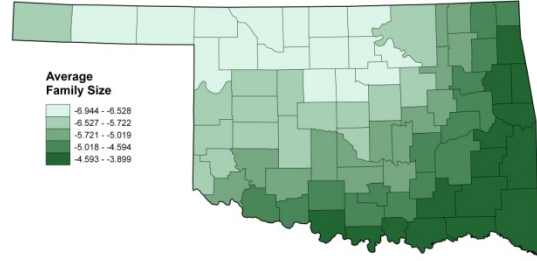 Average
Family Size
-6.944 - -6.528
-6.527 - -5.722
-5.721 - -5.019
-5.018 - -4.594
-4.593 - -3.899